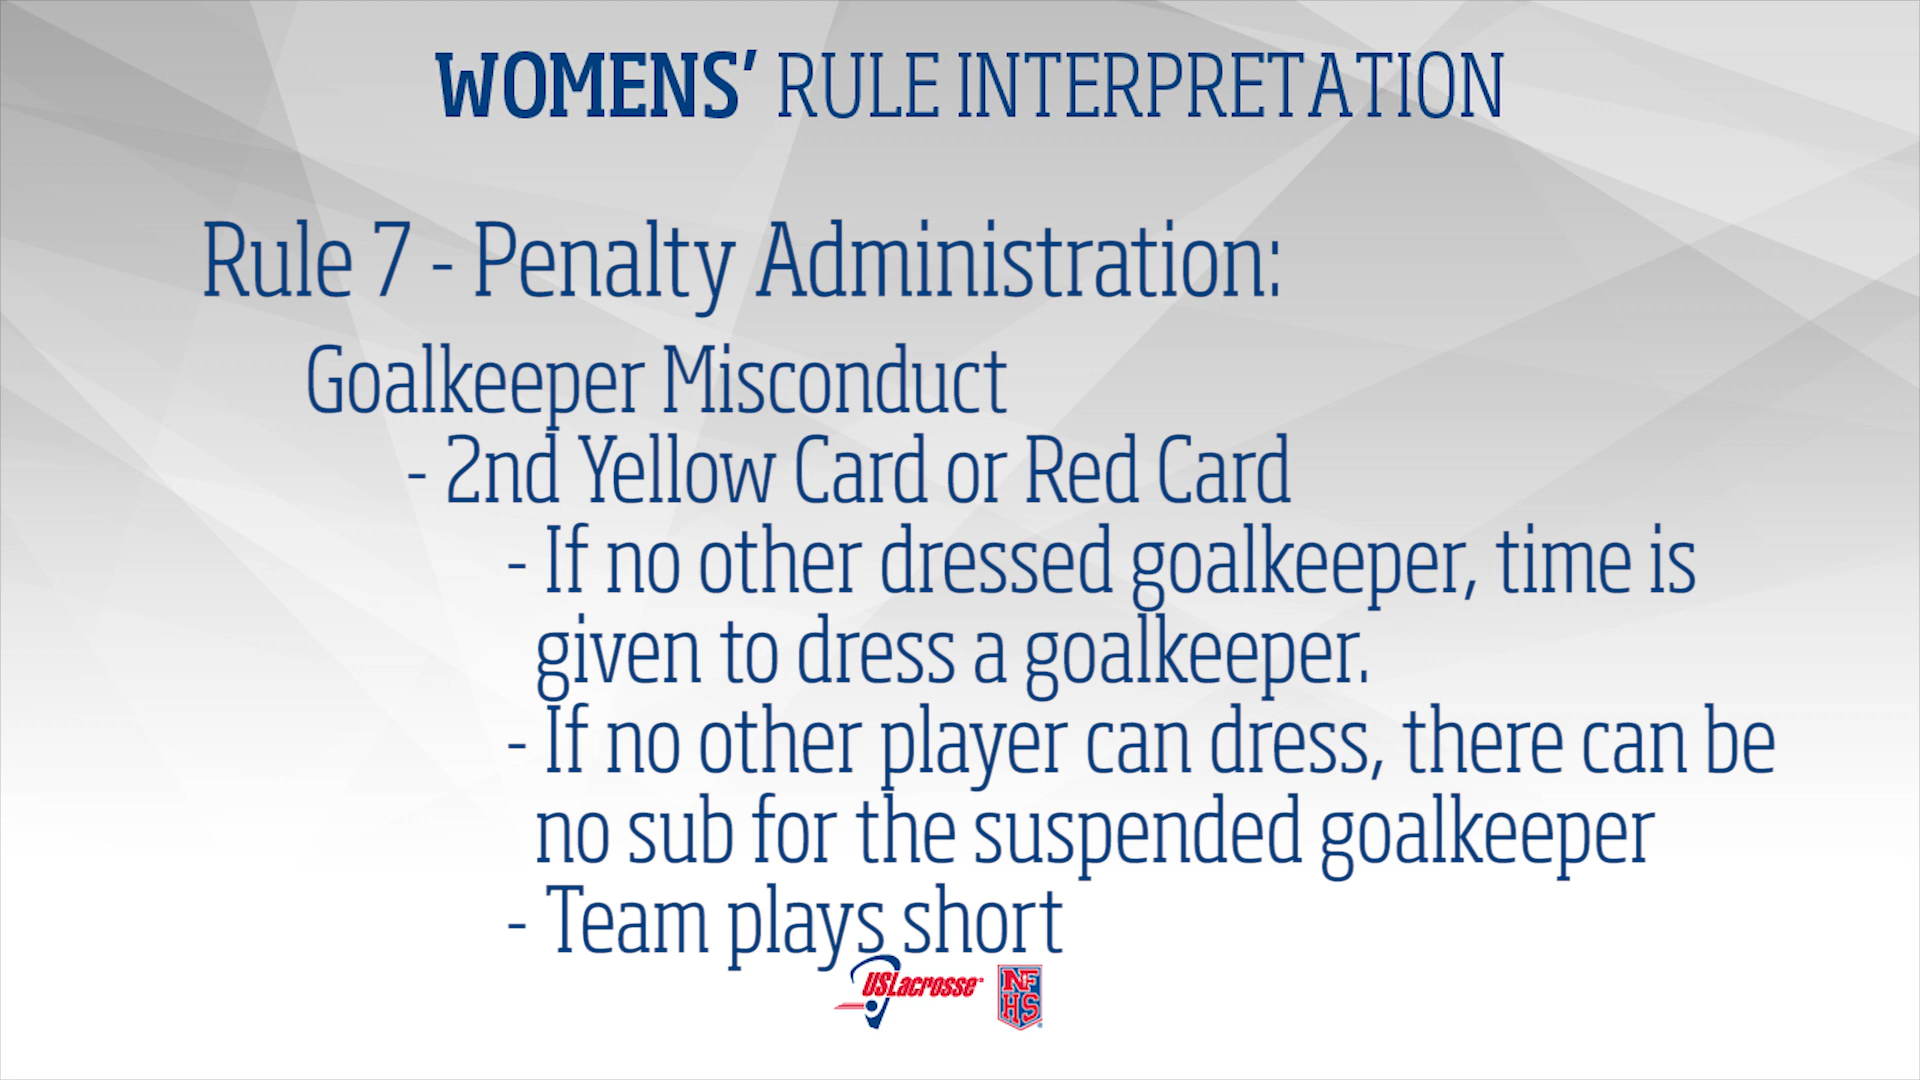 WOMENS’ RULE INTERPRETATION
Rule 7 - Penalty Administration:
Goalkeeper Misconduct
- 2nd Yellow Card or Red Card
- If no other dressed goalkeeper, time is
given to dress a goalkeeper.
- If no other player can dress, there can be
no sub for the suspended goalkeeper
- Team plays short
USLacrosse
NF
HS